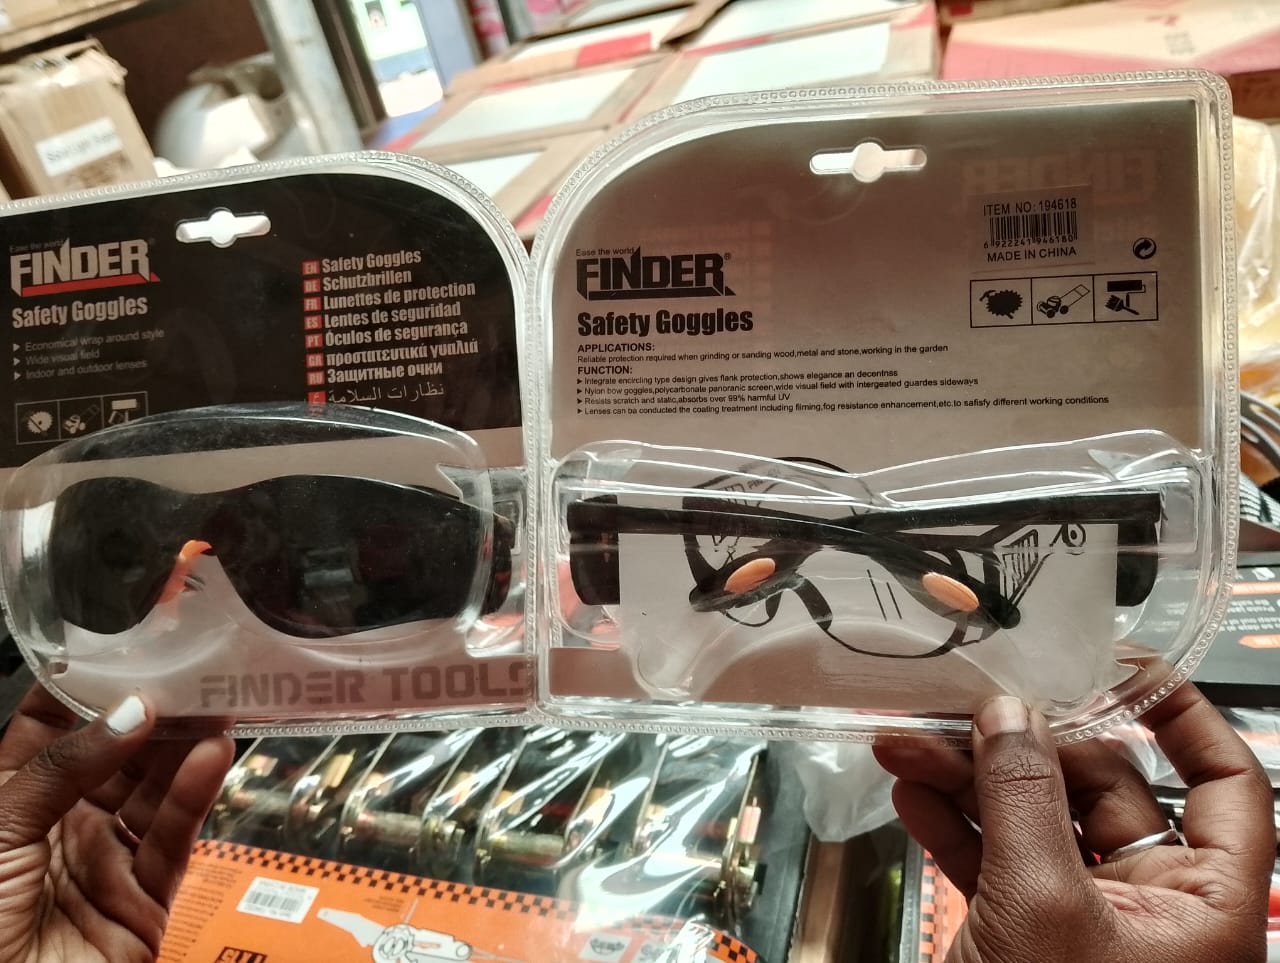 Ease the world
FINDER®
Safety Goggles
Economical wrap around style
Wide visual field
Indoor and outdoor lenses
EN Safety Goggles
DE Schutzbrillen
FR Lunettes de protection
ES Lentes de seguridad
PT Óculos de segurança
GR προστατευτικά γυπλιά
RU Защитные очки
نظارات السلامة
FINDER TOOLS
Ease the world
FINDER®
Safety Goggles
ITEM NO: 194618
6 922241 946180
MADE IN CHINA
APPLICATIONS:
Reliable protection required when grinding or sanding wood,metal and stone,working in the garden
FUNCTION:
Integrate encircling type design gives flank protection,shows elegance an decentnss
Nylon bow goggles,polycarbonate panoric screen,wide visual field with intergeated guardes sideways
Resists scratch and static,absorbs over 99% harmful UV
Lenses can be conducted the coating treatment including filming,fog resistance enhancement,etc.to safisfy different working conditions